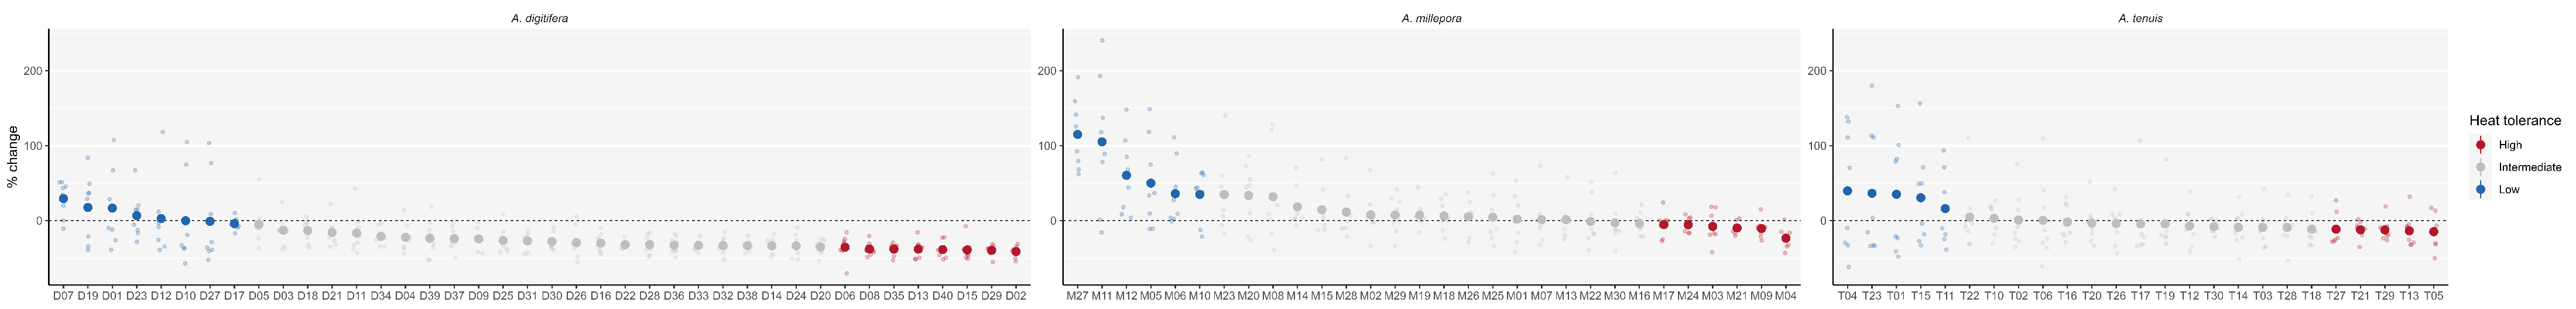 A. digitifera
A. millepora
A. tenuis
% change
200
100
0
200
100
0
200
100
0
D07 D19 D01 D23 D12 D10 D27 D17 D05 D03 D18 D21 D11 D34 D04 D39 D37 D09 D25 D31 D30 D26 D16 D22 D28 D36 D33 D32 D38 D14 D24 D20 D06 D08 D35 D13 D40 D15 D29 D02
M27 M11 M12 M05 M06 M10 M23 M20 M08 M14 M15 M28 M02 M29 M19 M18 M26 M25 M01 M07 M13 M22 M30 M16 M17 M24 M03 M21 M09 M04
T04 T23 T01 T15 T11 T22 T10 T02 T06 T16 T20 T26 T17 T19 T12 T30 T14 T03 T28 T18 T27 T21 T29 T13 T05
Heat tolerance
High
Intermediate
Low